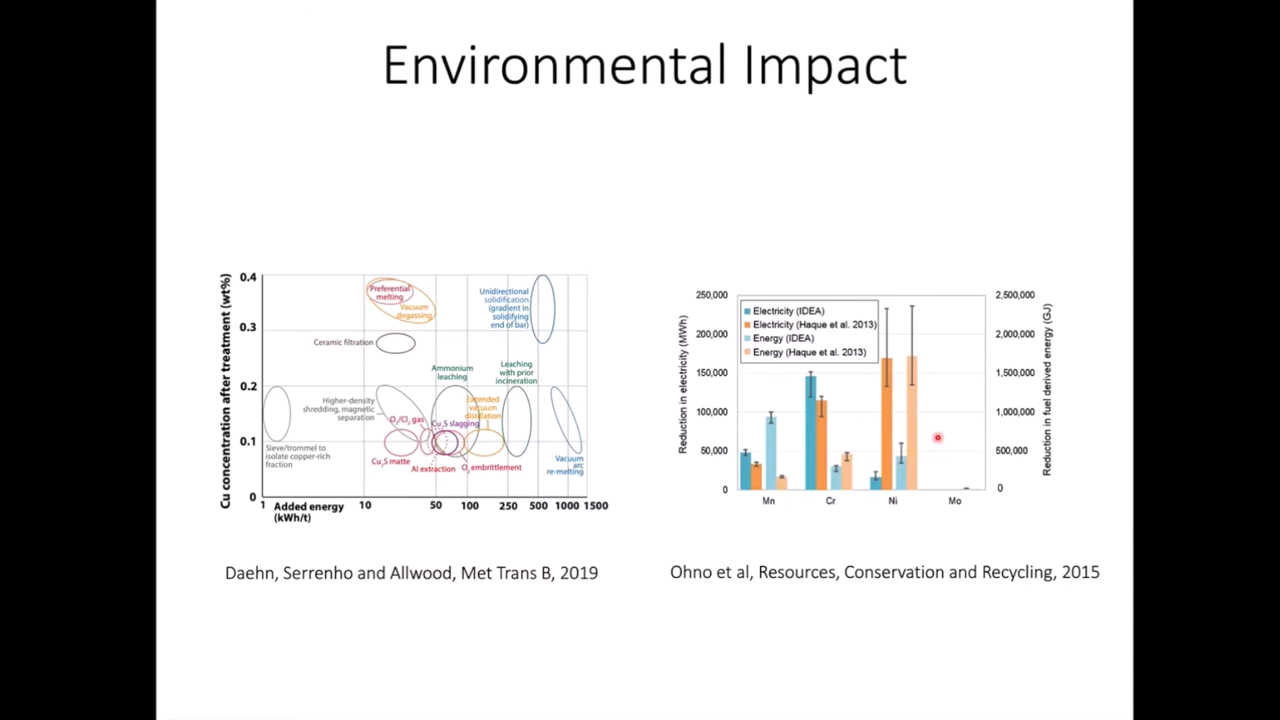 Environmental Impact
Cu concentration after treatment (wt%)
0.4
0.3
0.2
0.1
0
Preferential
melting
Vacuum
degassing
Unidirectional
solidification
(gradient in
solidifying
end of bar)
Ceramic filtration
Ammonium
leaching
Leaching
with prior
incineration
Higher-density
shredding, magnetic
separation
Extended
vacuum
distillation
O₂/Cl₂ gas
Cu₂S slagging
Sieve/trommel to
isolate copper-rich
fraction
Cu₂S matte
Al extraction
O₂ embrittlement
Vacuum
arc
re-melting
1
10
50
100
250
500
1000
1500
Added energy
(kWh/t)
Daehn, Serrenho and Allwood, Met Trans B, 2019
Reduction in electricity (MWh)
250,000
200,000
150,000
100,000
50,000
0
Electricity (IDEA)
Electricity (Haque et al. 2013)
Energy (IDEA)
Energy (Haque et al. 2013)
Mn
Cr
Ni
Mo
2,500,000
2,000,000
1,500,000
1,000,000
500,000
0
Reduction in fuel derived energy (GJ)
Ohno et al, Resources, Conservation and Recycling, 2015